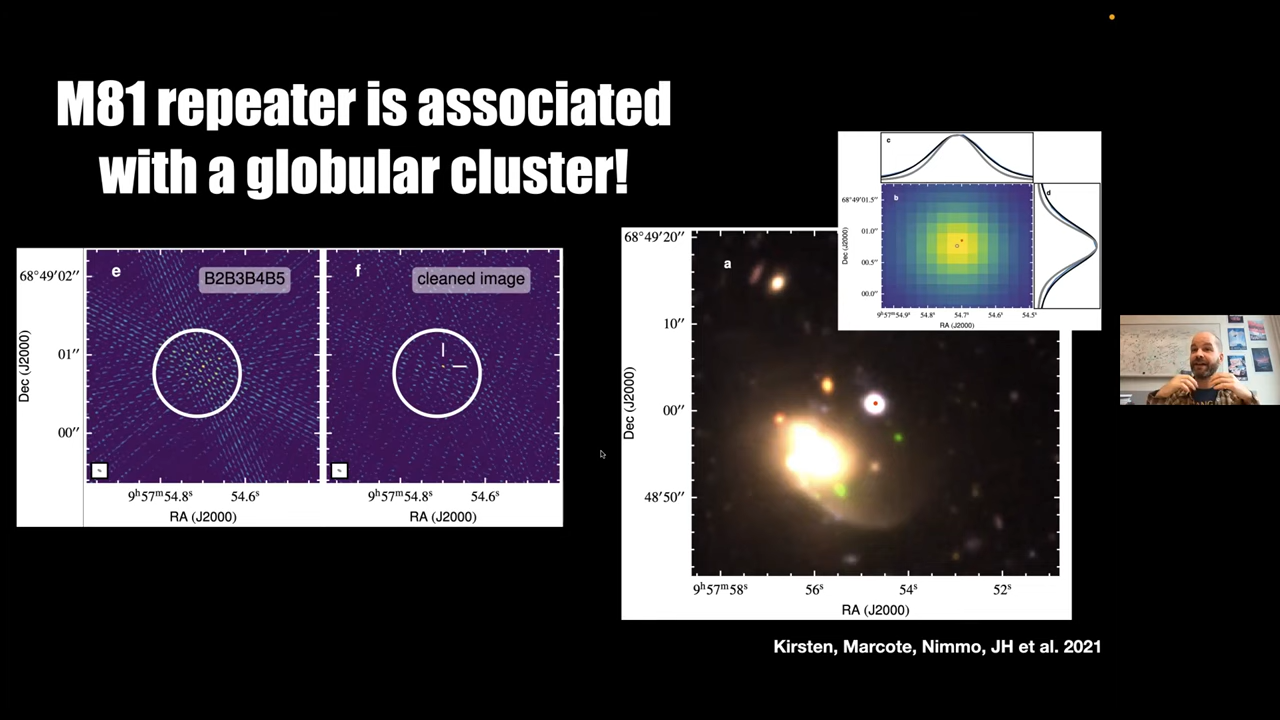 M81 repeater is associated
with a globular cluster!
e
B2B3B4B5
f
cleaned image
68°49′02″
01″
00″
Dec (J2000)
9h57m54.8s
54.6s
9h57m54.8s
54.6s
RA (J2000)
RA (J2000)
c
b
d
68°49′01.5″
01.0″
00.5″
00.0″
Dec (J2000)
9h57m54.9s
54.8s
54.7s
54.6s
54.5s
RA (J2000)
a
68°49′20″
10″
00″
48′50″
Dec (J2000)
9h57m58s
56s
54s
52s
RA (J2000)
Kirsten, Marcote, Nimmo, JH et al. 2021